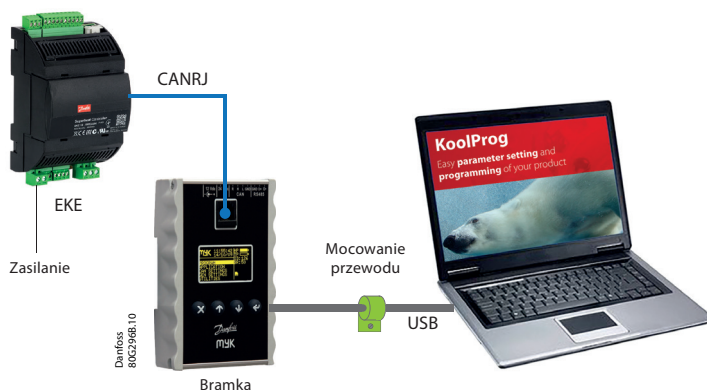 CANRJ
KoolProg
Easy parameter setting and
programming of your product
EKE
Zasilanie
Mocowanie
przewodu
USB
Danfoss
MYK
Danfoss
80G296B.10
Bramka